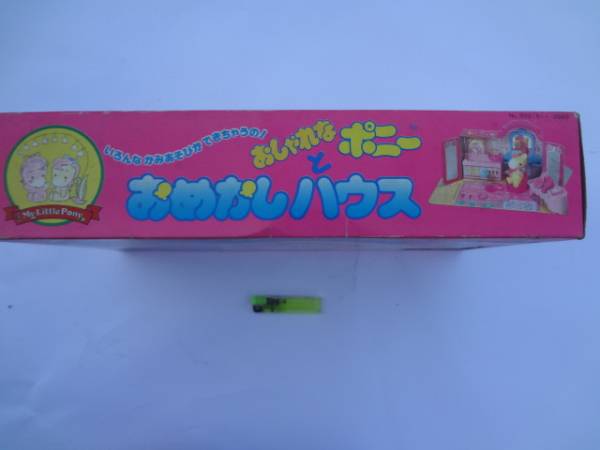 いろんな かみあそびが できちゃうの!
おしゃれな ポニー
と
おめかしハウス
My Little Pony